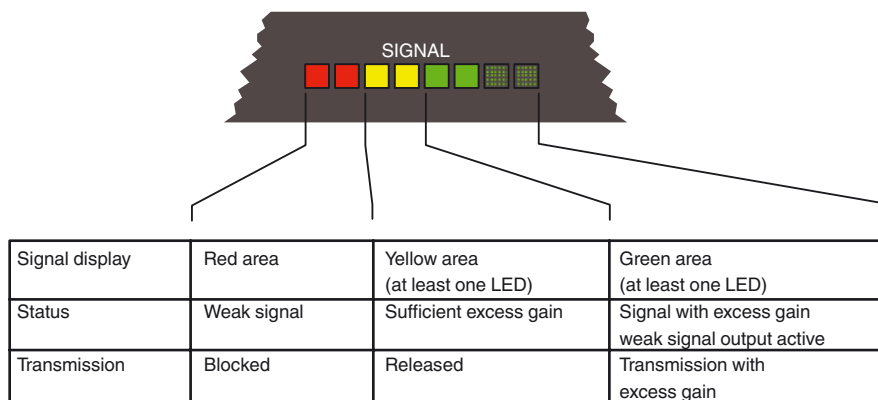 SIGNAL
Signal display Red area Yellow area Green area
(at least one LED) (at least one LED)
Status Weak signal Sufficient excess gain Signal with excess gain
weak signal output active
Transmission Blocked Released Transmission with
excess gain